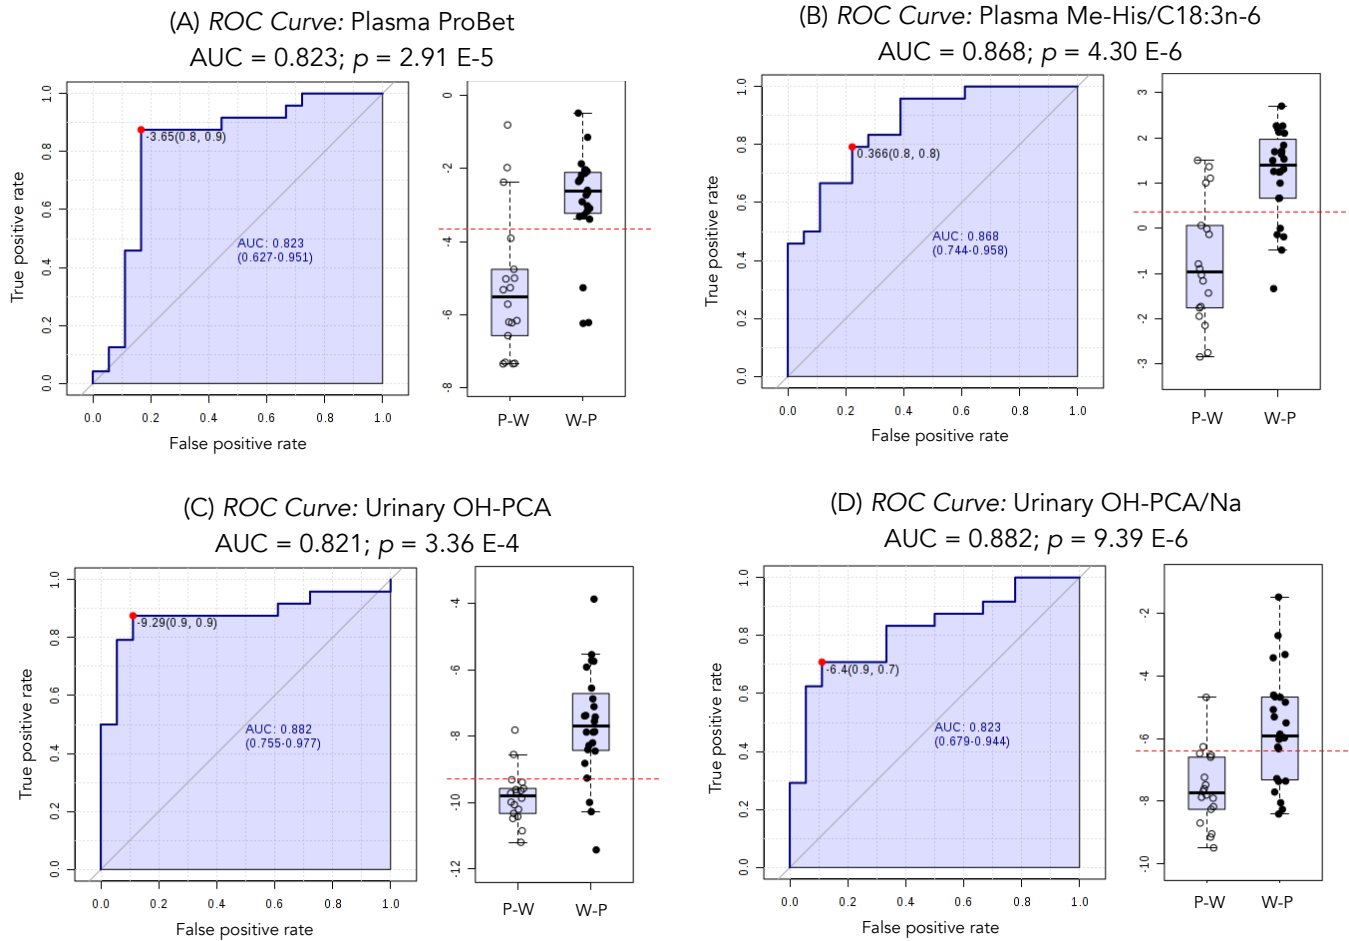 (A) ROC Curve: Plasma ProBet
AUC = 0.823; p = 2.91 E-5
True positive rate
1.0
0.8
0.6
0.4
0.2
0.0
-3.65(0.8, 0.9)
AUC: 0.823
(0.627-0.951)
0.0 0.2 0.4 0.6 0.8 1.0
False positive rate
0
-2
-4
-6
-8
P-W W-P
(B) ROC Curve: Plasma Me-His/C18:3n-6
AUC = 0.868; p = 4.30 E-6
True positive rate
1.0
0.8
0.6
0.4
0.2
0.0
0.366(0.8, 0.8)
AUC: 0.868
(0.744-0.958)
0.0 0.2 0.4 0.6 0.8 1.0
False positive rate
3
2
1
0
-1
-2
-3
P-W W-P
(C) ROC Curve: Urinary OH-PCA
AUC = 0.821; p = 3.36 E-4
True positive rate
1.0
0.8
0.6
0.4
0.2
0.0
-9.29(0.9, 0.9)
AUC: 0.882
(0.755-0.977)
0.0 0.2 0.4 0.6 0.8 1.0
False positive rate
-4
-6
-8
-10
-12
P-W W-P
(D) ROC Curve: Urinary OH-PCA/Na
AUC = 0.882; p = 9.39 E-6
True positive rate
1.0
0.8
0.6
0.4
0.2
0.0
-6.4(0.9, 0.7)
AUC: 0.823
(0.679-0.944)
0.0 0.2 0.4 0.6 0.8 1.0
False positive rate
-2
-4
-6
-8
-10
P-W W-P